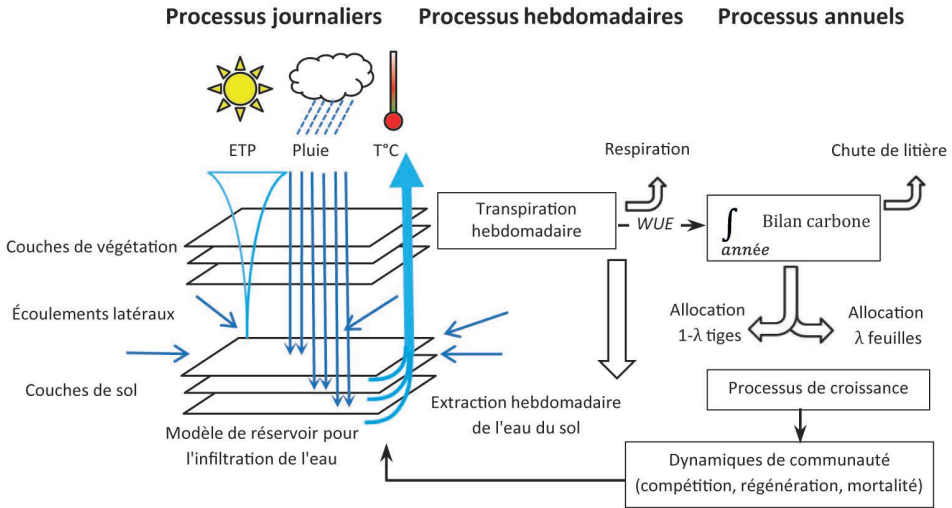 Processus journaliers
Processus hebdomadaires
Processus annuels
ETP
Pluie
T°C
Respiration
Chute de litière
Transpiration
hebdomadaire
WUE
∫ Bilan carbone
année
Couches de végétation
Écoulements latéraux
Allocation
1-λ tiges
Allocation
λ feuilles
Couches de sol
Processus de croissance
Extraction hebdomadaire
de l'eau du sol
Modèle de réservoir pour
l'infiltration de l'eau
Dynamiques de communauté
(compétition, régénération, mortalité)